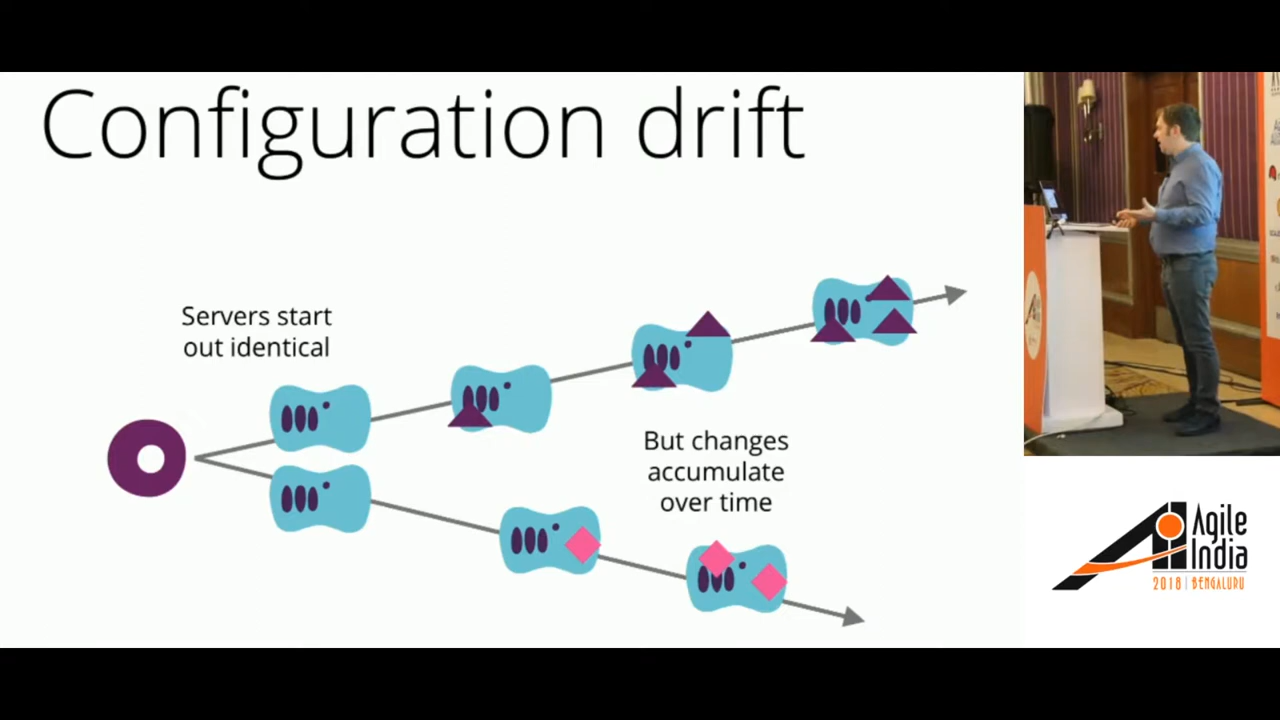 Configuration drift
Servers start
out identical
But changes
accumulate
over time
Agile
India
2018 | BENGALURU